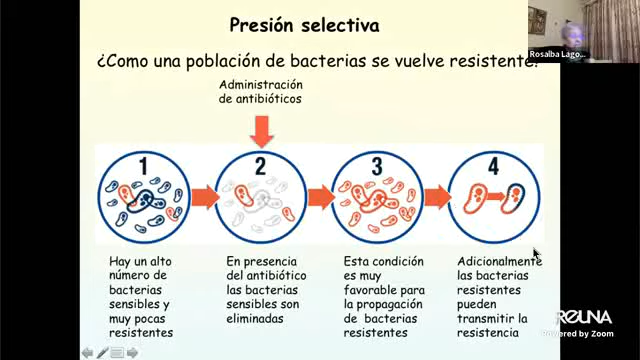 Presión selectiva
Rosalba Lago...
¿Como una población de bacterias se vuelve resistente?
Administración
de antibióticos
1
2
3
4
Hay un alto
número de
bacterias
sensibles y
muy pocas
resistentes
En presencia
del antibiótico
las bacterias
sensibles son
eliminadas
Esta condición
es muy
favorable para
la propagación
de bacterias
resistentes
Adicionalmente
las bacterias
resistentes
pueden
transmitir la
resistencia
REUNA
Powered by Zoom